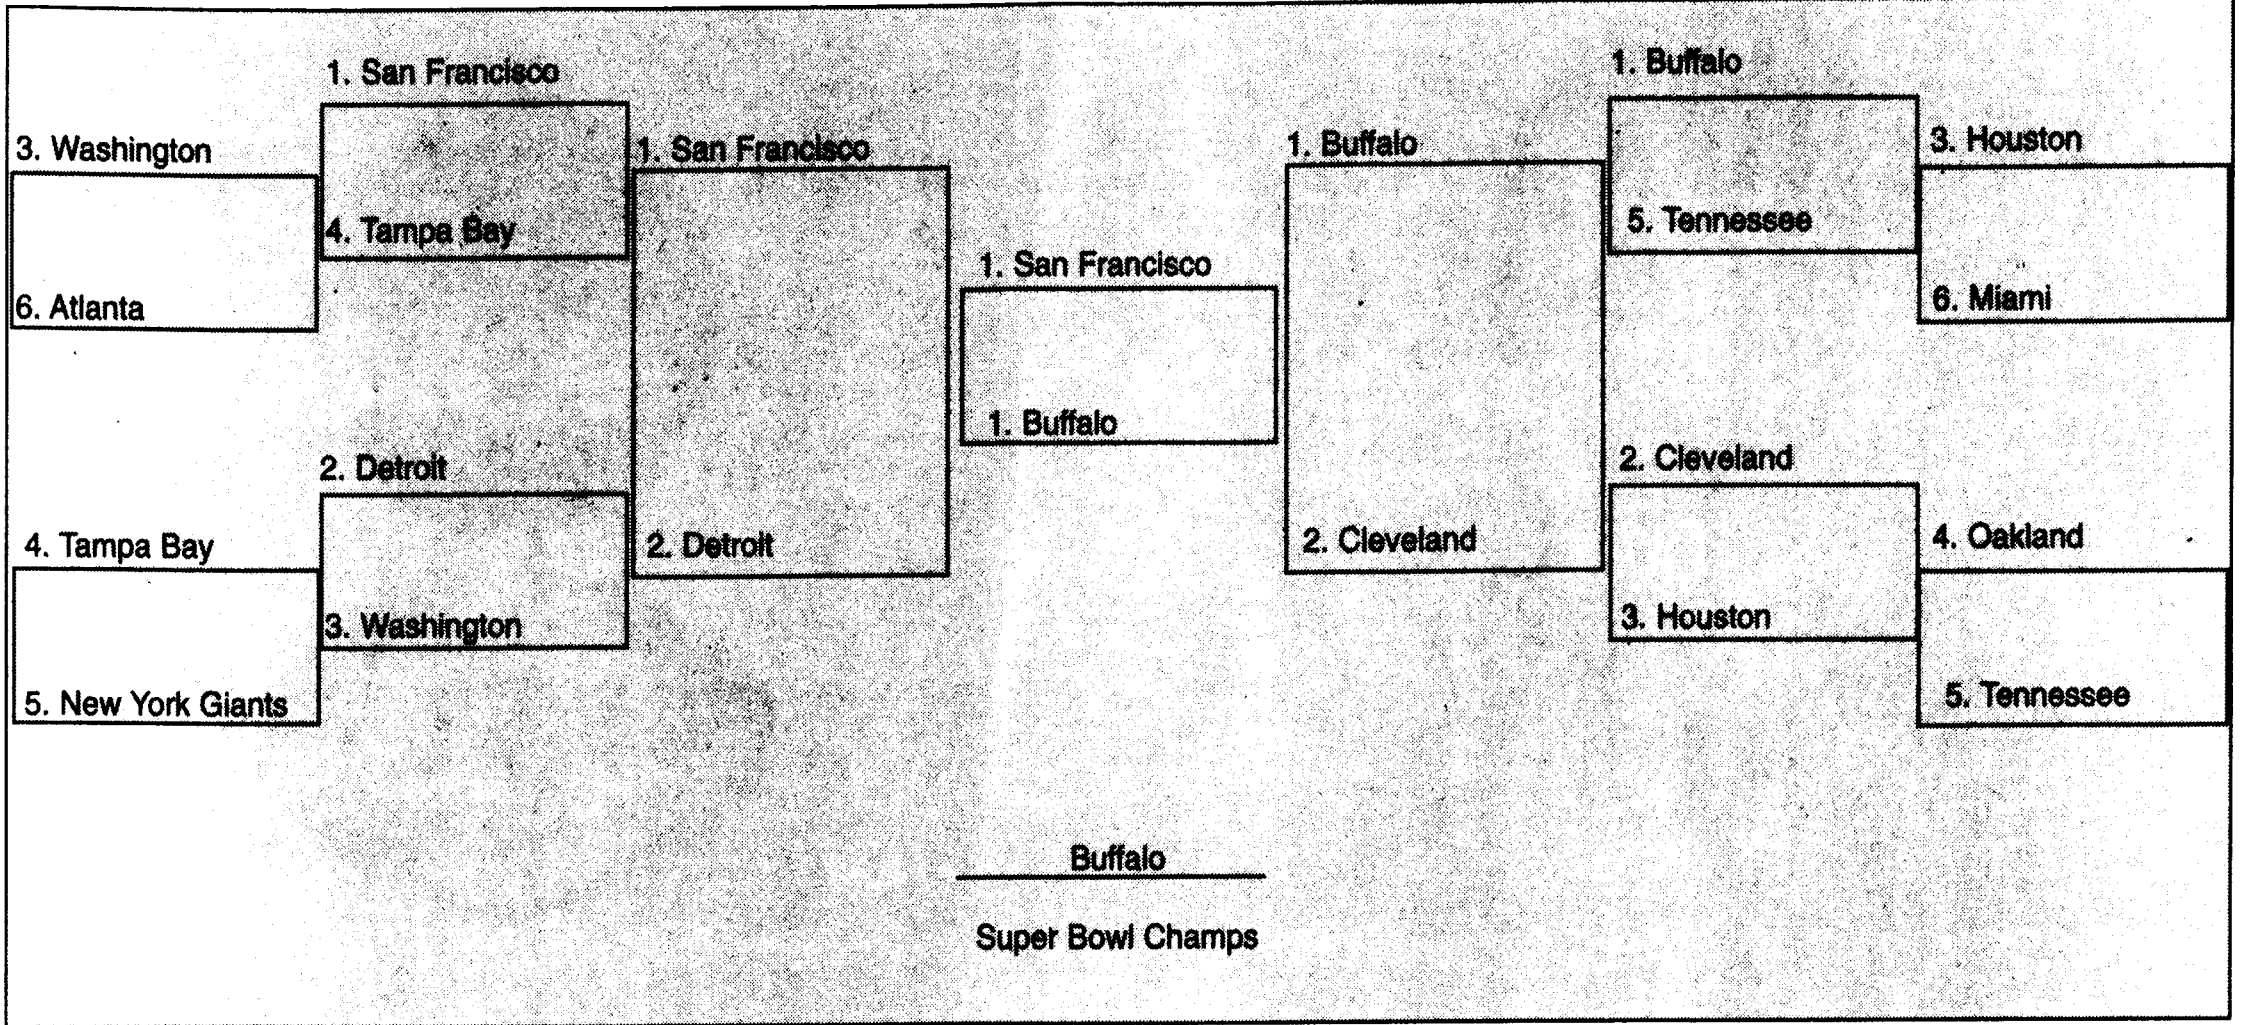 1. San Francisco
3. Washington
4. Tampa Bay
6. Atlanta
2. Detroit
4. Tampa Bay
3. Washington
5. New York Giants
1. San Francisco
2. Detroit
1. San Francisco
1. Buffalo
1. Buffalo
2. Cleveland
1. Buffalo
5. Tennessee
2. Cleveland
3. Houston
3. Houston
6. Miami
4. Oakland
5. Tennessee
Buffalo
Super Bowl Champs